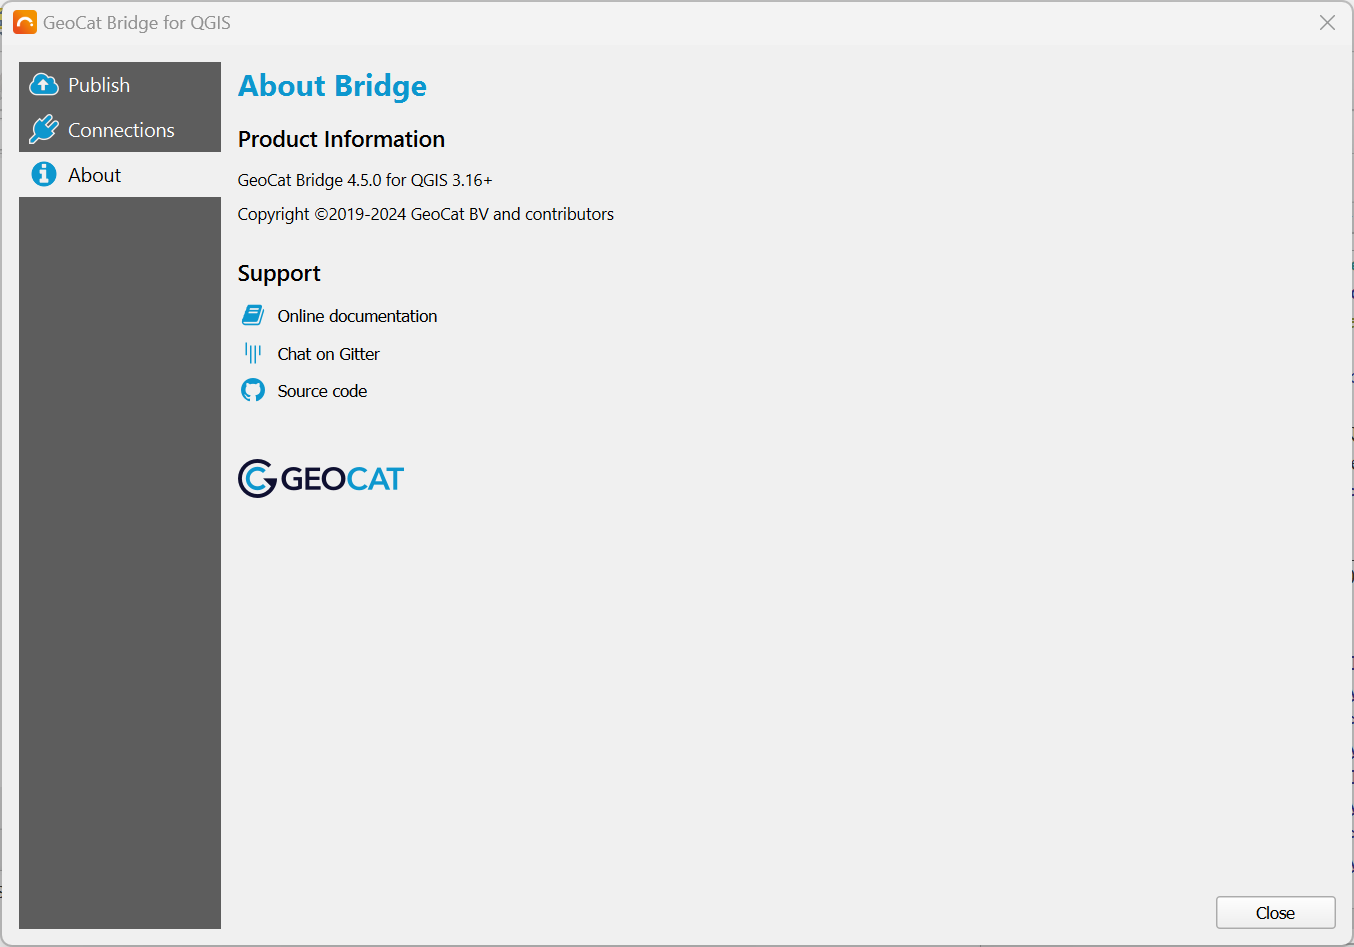 GeoCat Bridge for QGIS
Publish
Connections
About
About Bridge
Product Information
GeoCat Bridge 4.5.0 for QGIS 3.16+
Copyright ©2019-2024 GeoCat BV and contributors
Support
Online documentation
Chat on Gitter
Source code
GEOCAT
Close